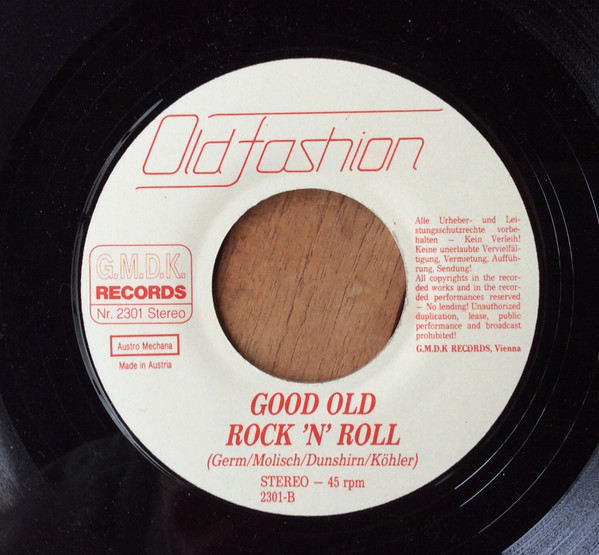 Old fashion
G.M.D.K.
RECORDS
Nr. 2301 Stereo
Austro Mechana
Made in Austria
Alle Urheber- und Lei-
stungsschutzrechte vorbe-
halten – Kein Verleih!
Keine unerlaubte Vervielfäl-
tigung, Vermietung, Auffüh-
rung, Sendung!
All copyrights in the recor-
ded works and in the recor-
ded performances reserved
– No lending! Unauthorized
duplication, lease, public
performance and broadcast
prohibited!
G.M.D.K RECORDS, Vienna
GOOD OLD
ROCK 'N' ROLL
(Germ/Molisch/Dunshirn/Köhler)
STEREO – 45 rpm
2301-B